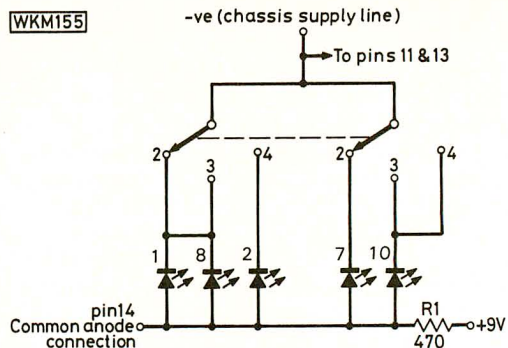 WKM155
-ve (chassis supply line)
To pins 11 & 13
2
3
4
2
3
4
1
8
2
7
10
pin14
Common anode
connection
R1
470
+9V